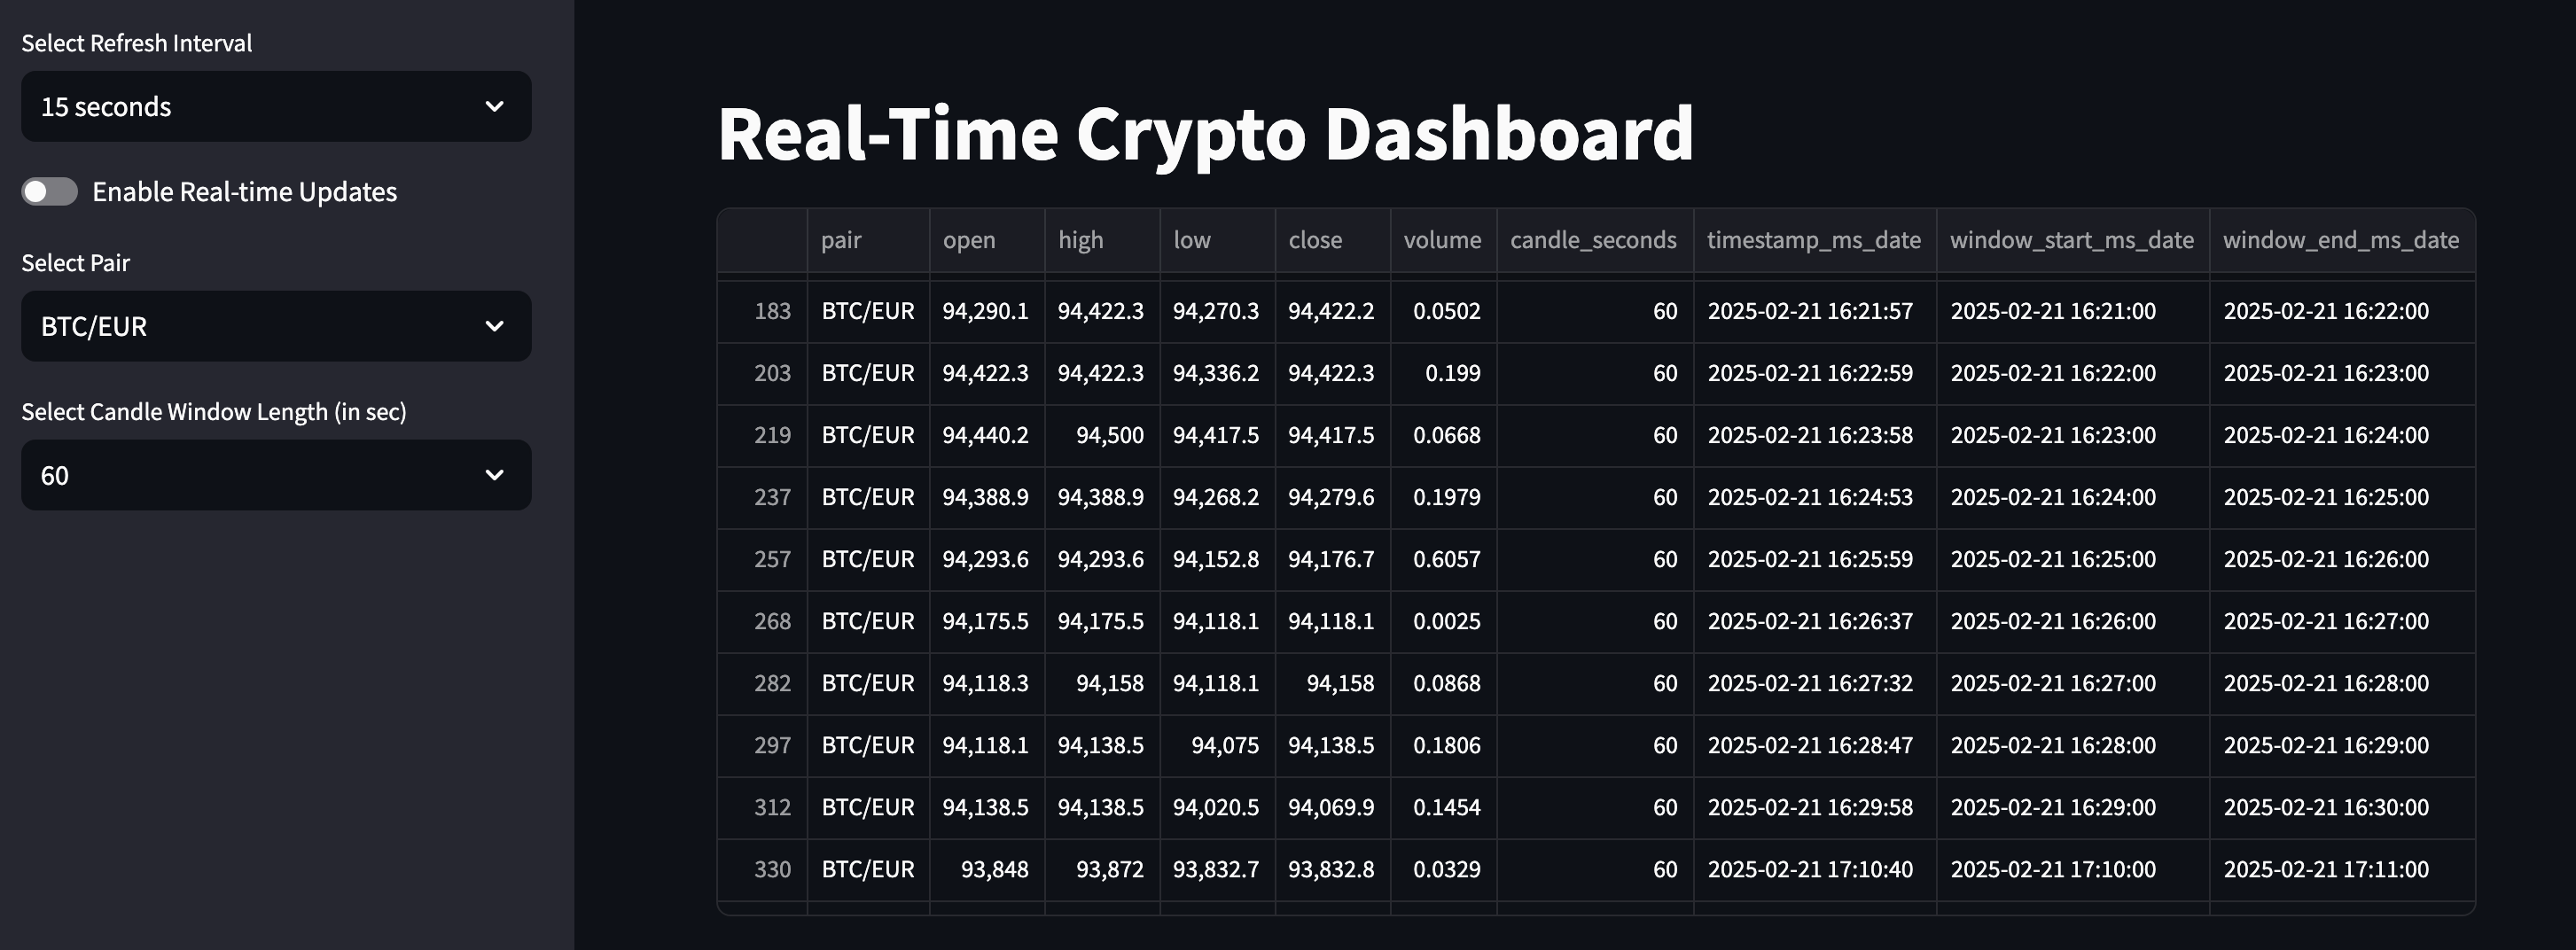 Select Refresh Interval
15 seconds
Enable Real-time Updates
Select Pair
BTC/EUR
Select Candle Window Length (in sec)
60
Real-Time Crypto Dashboard
pair open high low close volume candle_seconds timestamp_ms_date window_start_ms_date window_end_ms_date
183 BTC/EUR 94,290.1 94,422.3 94,270.3 94,422.2 0.0502 60 2025-02-21 16:21:57 2025-02-21 16:21:00 2025-02-21 16:22:00
203 BTC/EUR 94,422.3 94,422.3 94,336.2 94,422.3 0.199 60 2025-02-21 16:22:59 2025-02-21 16:22:00 2025-02-21 16:23:00
219 BTC/EUR 94,440.2 94,500 94,417.5 94,417.5 0.0668 60 2025-02-21 16:23:58 2025-02-21 16:23:00 2025-02-21 16:24:00
237 BTC/EUR 94,388.9 94,388.9 94,268.2 94,279.6 0.1979 60 2025-02-21 16:24:53 2025-02-21 16:24:00 2025-02-21 16:25:00
257 BTC/EUR 94,293.6 94,293.6 94,152.8 94,176.7 0.6057 60 2025-02-21 16:25:59 2025-02-21 16:25:00 2025-02-21 16:26:00
268 BTC/EUR 94,175.5 94,175.5 94,118.1 94,118.1 0.0025 60 2025-02-21 16:26:37 2025-02-21 16:26:00 2025-02-21 16:27:00
282 BTC/EUR 94,118.3 94,158 94,118.1 94,158 0.0868 60 2025-02-21 16:27:32 2025-02-21 16:27:00 2025-02-21 16:28:00
297 BTC/EUR 94,118.1 94,138.5 94,075 94,138.5 0.1806 60 2025-02-21 16:28:47 2025-02-21 16:28:00 2025-02-21 16:29:00
312 BTC/EUR 94,138.5 94,138.5 94,020.5 94,069.9 0.1454 60 2025-02-21 16:29:58 2025-02-21 16:29:00 2025-02-21 16:30:00
330 BTC/EUR 93,848 93,872 93,832.7 93,832.8 0.0329 60 2025-02-21 17:10:40 2025-02-21 17:10:00 2025-02-21 17:11:00